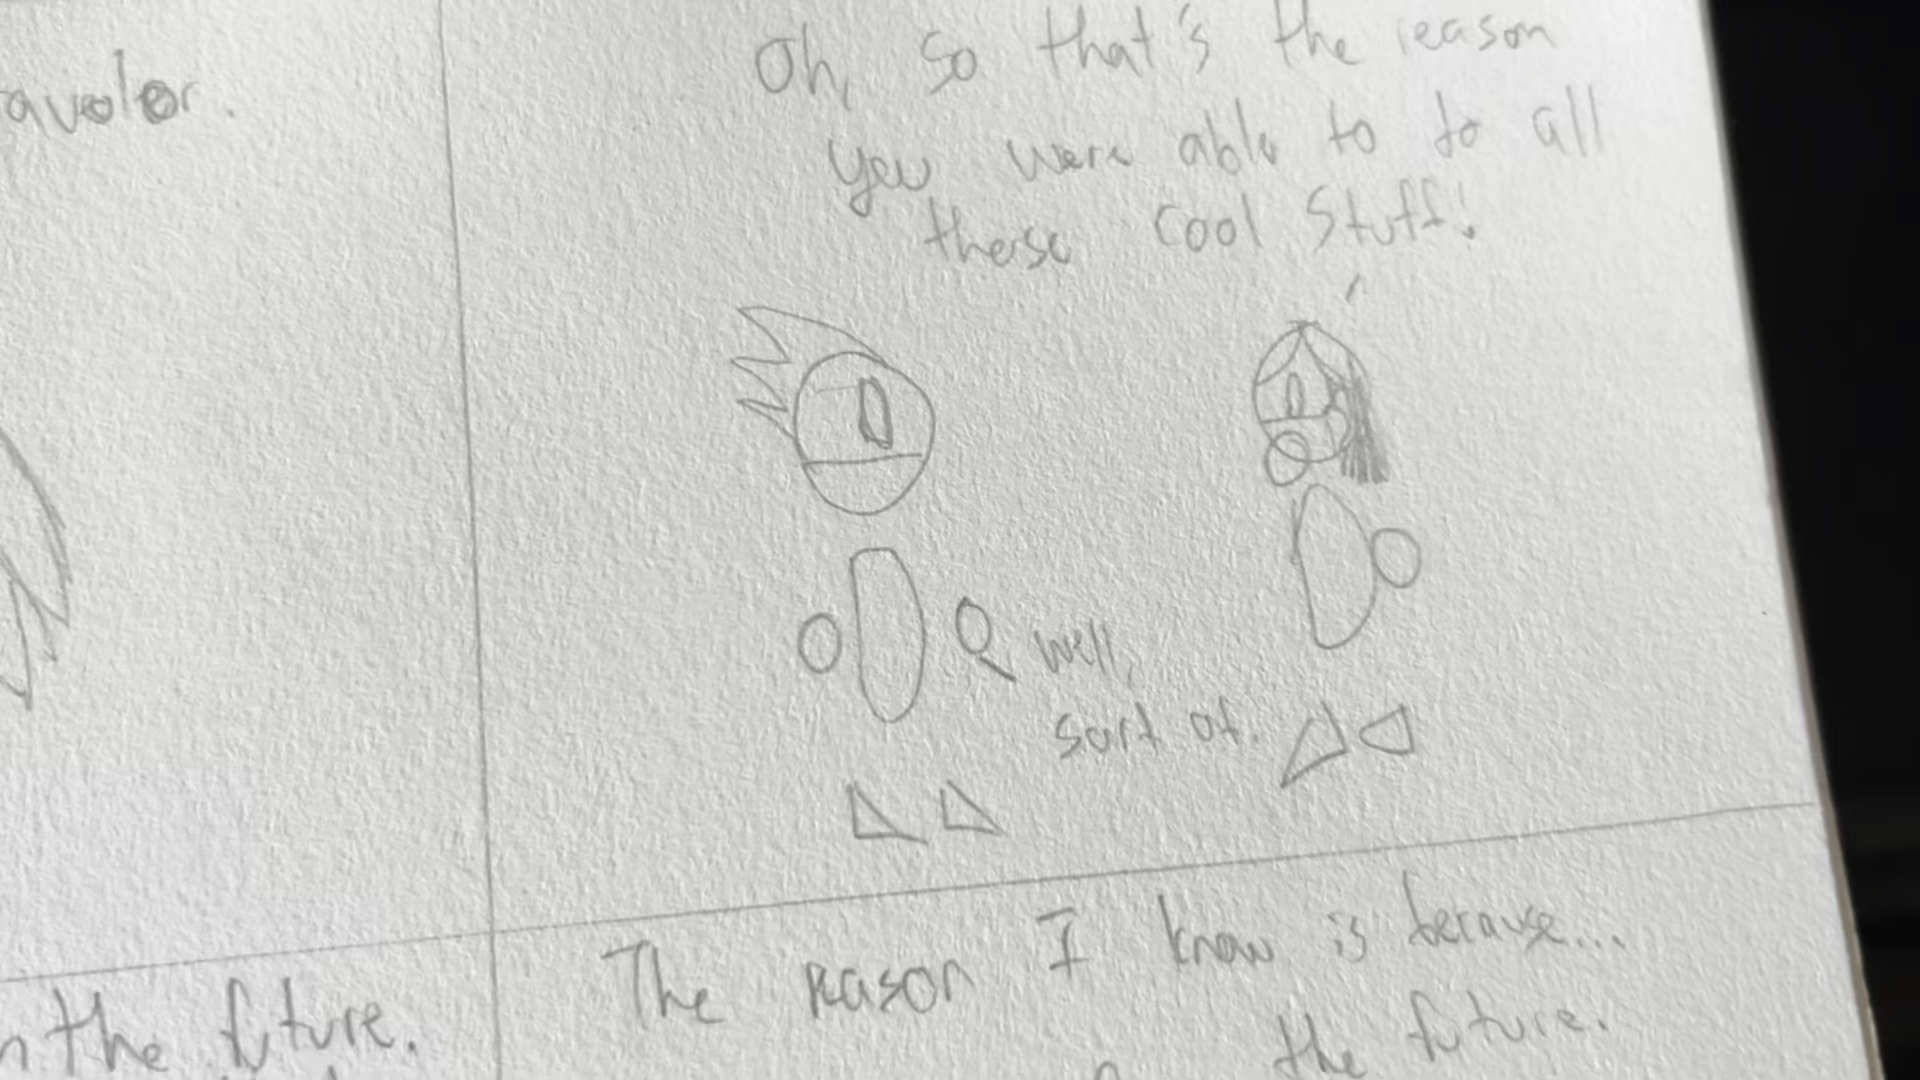 avelor.
Oh, so that's the reason
you were able to do all
these cool stuff!
well,
sort of.
n the future.
The reason I know is because...
the future.